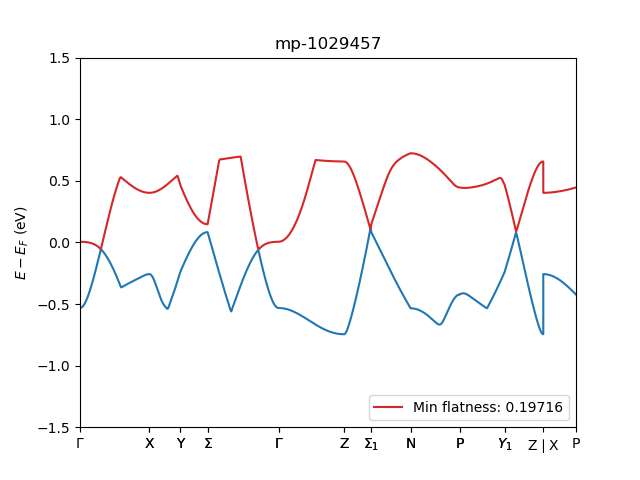 mp-1029457
E − E_F (eV)
1.5
1.0
0.5
0.0
−0.5
−1.0
−1.5
Min flatness: 0.19716
Γ X Y Σ Γ Z Σ₁ N P Y₁ Z | X P